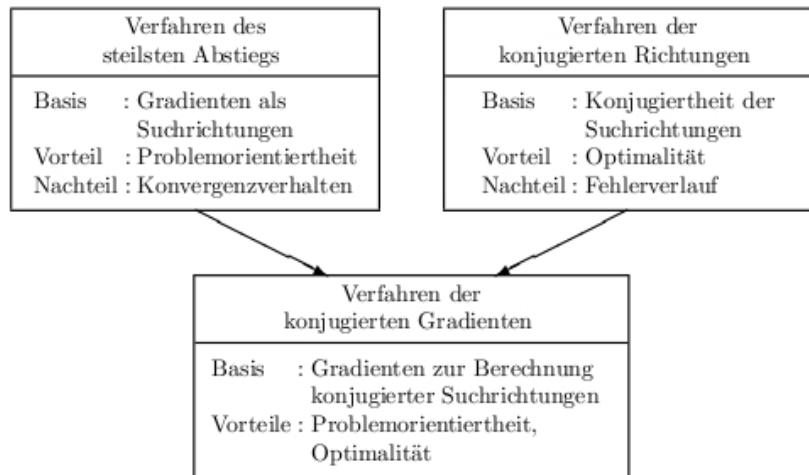 Verfahren des
steilsten Abstiegs
Basis : Gradienten als
Suchrichtungen
Vorteil : Problemorientiertheit
Nachteil : Konvergenzverhalten
Verfahren der
konjugierten Richtungen
Basis : Konjugiertheit der
Suchrichtungen
Vorteil : Optimalität
Nachteil : Fehlerverlauf
Verfahren der
konjugierten Gradienten
Basis : Gradienten zur Berechnung
konjugierter Suchrichtungen
Vorteile : Problemorientiertheit,
Optimalität